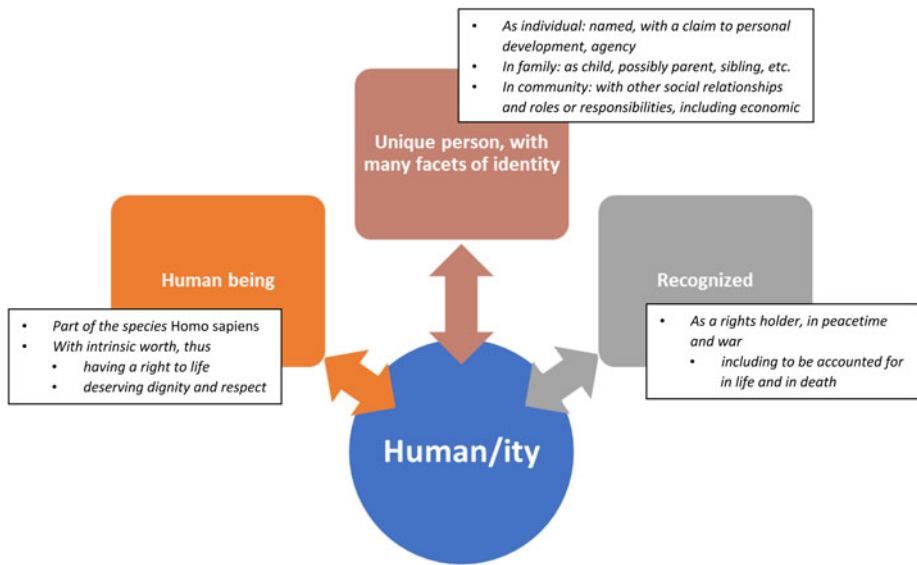 • As individual: named, with a claim to personal
development, agency
• In family: as child, possibly parent, sibling, etc.
• In community: with other social relationships
and roles or responsibilities, including economic
Unique person, with
many facets of identity
Human being
• Part of the species Homo sapiens
• With intrinsic worth, thus
• having a right to life
• deserving dignity and respect
Recognized
• As a rights holder, in peacetime
and war
• including to be accounted for
in life and in death
Human/ity